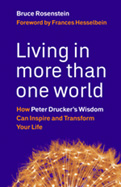 Bruce Rosenstein
Foreword by Frances Hesselbein
Living in
more than
one world
How Peter Drucker's Wisdom
Can Inspire and Transform
Your Life